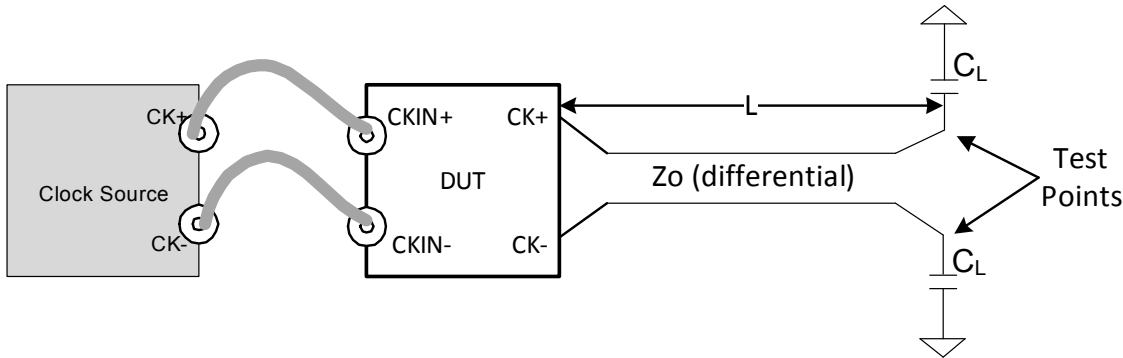 CL
CK+
CKIN+
CK+
L
Clock Source
DUT
Zo (differential)
Test
Points
CK-
CKIN-
CK-
CL